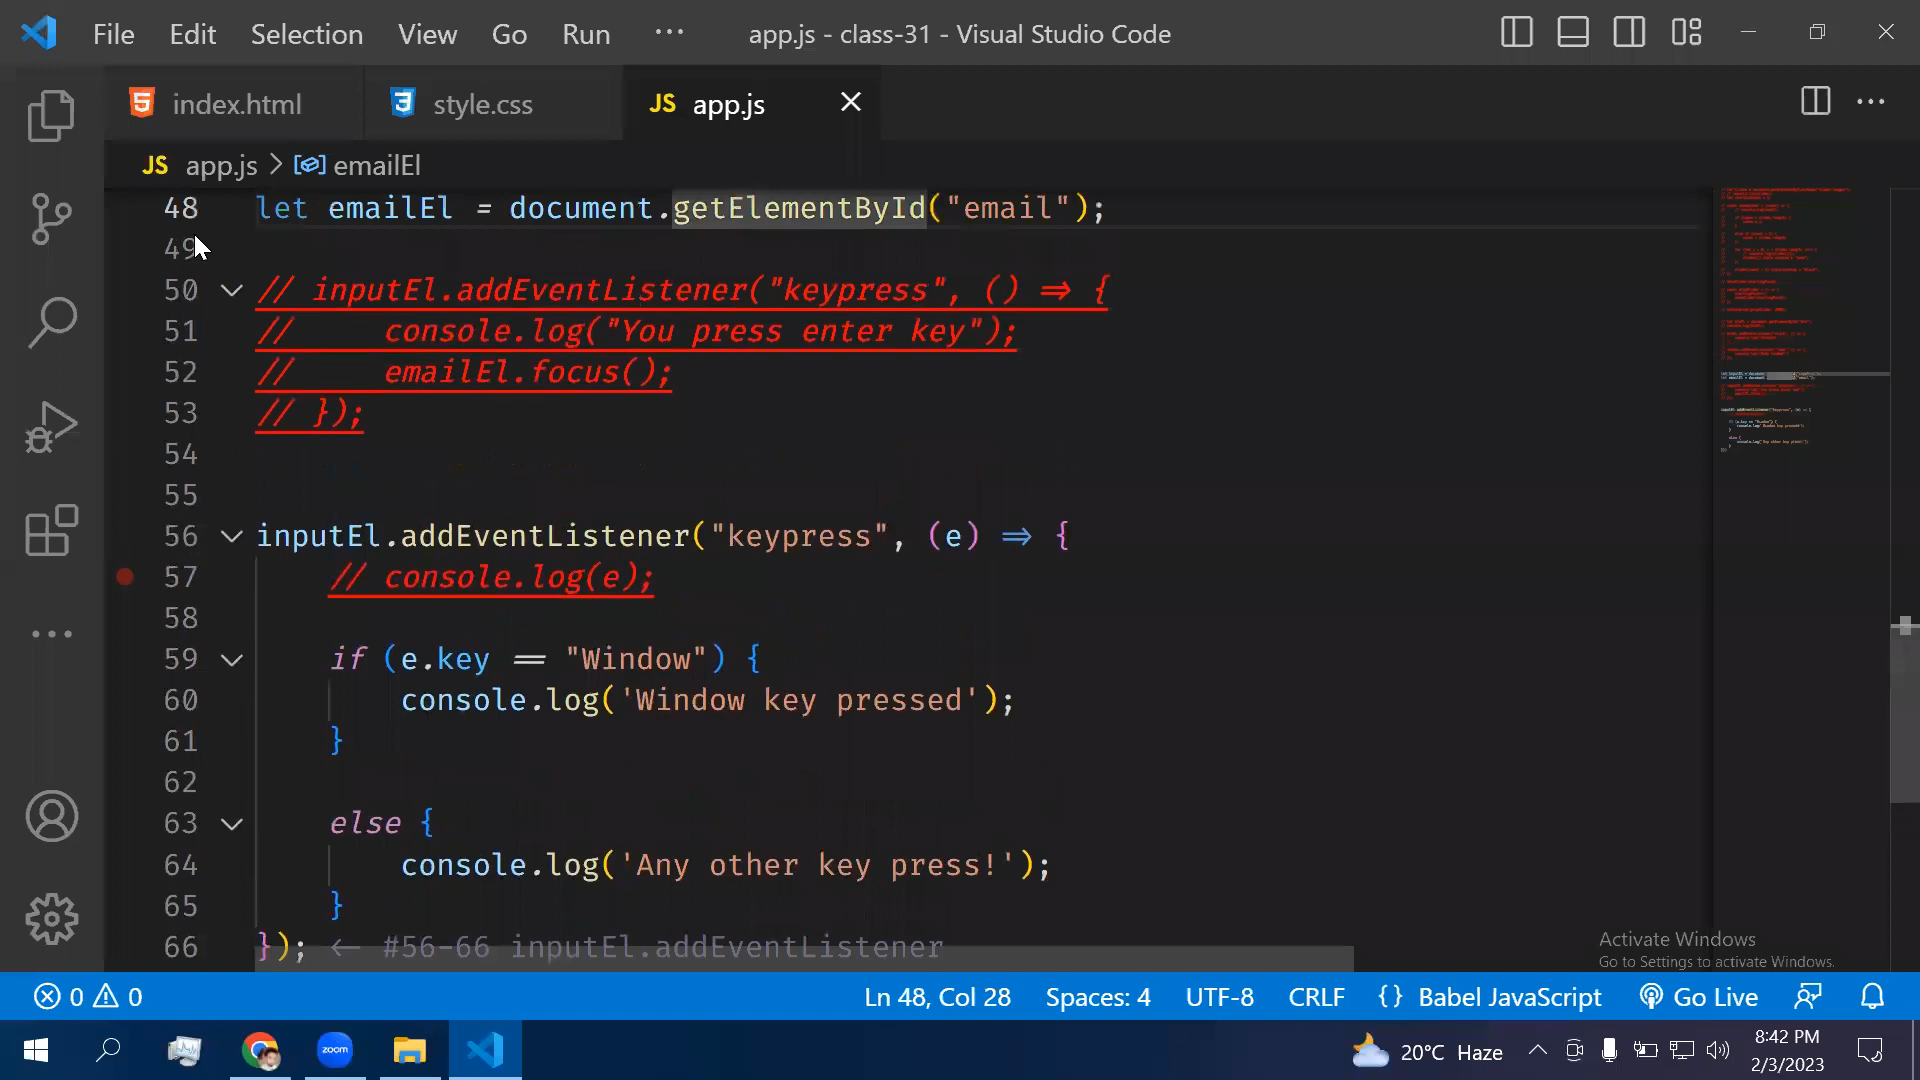 File Edit Selection View Go Run ··· app.js - class-31 - Visual Studio Code
index.html style.css JS app.js
JS app.js > emailEl
48 let emailEl = document.getElementById("email");
49
50 // inputEl.addEventListener("keypress", () => {
51 //     console.log("You press enter key");
52 //     emailEl.focus();
53 // });
54
55
56 inputEl.addEventListener("keypress", (e) => {
57     // console.log(e);
58
59     if (e.key == "Window") {
60         console.log('Window key pressed');
61     }
62
63     else {
64         console.log('Any other key press!');
65     }
66 }); <- #56-66 inputEl.addEventListener
Activate Windows
Go to Settings to activate Windows.
0 0 Ln 48, Col 28 Spaces: 4 UTF-8 CRLF {} Babel JavaScript Go Live
zoom 20°C Haze 8:42 PM
2/3/2023